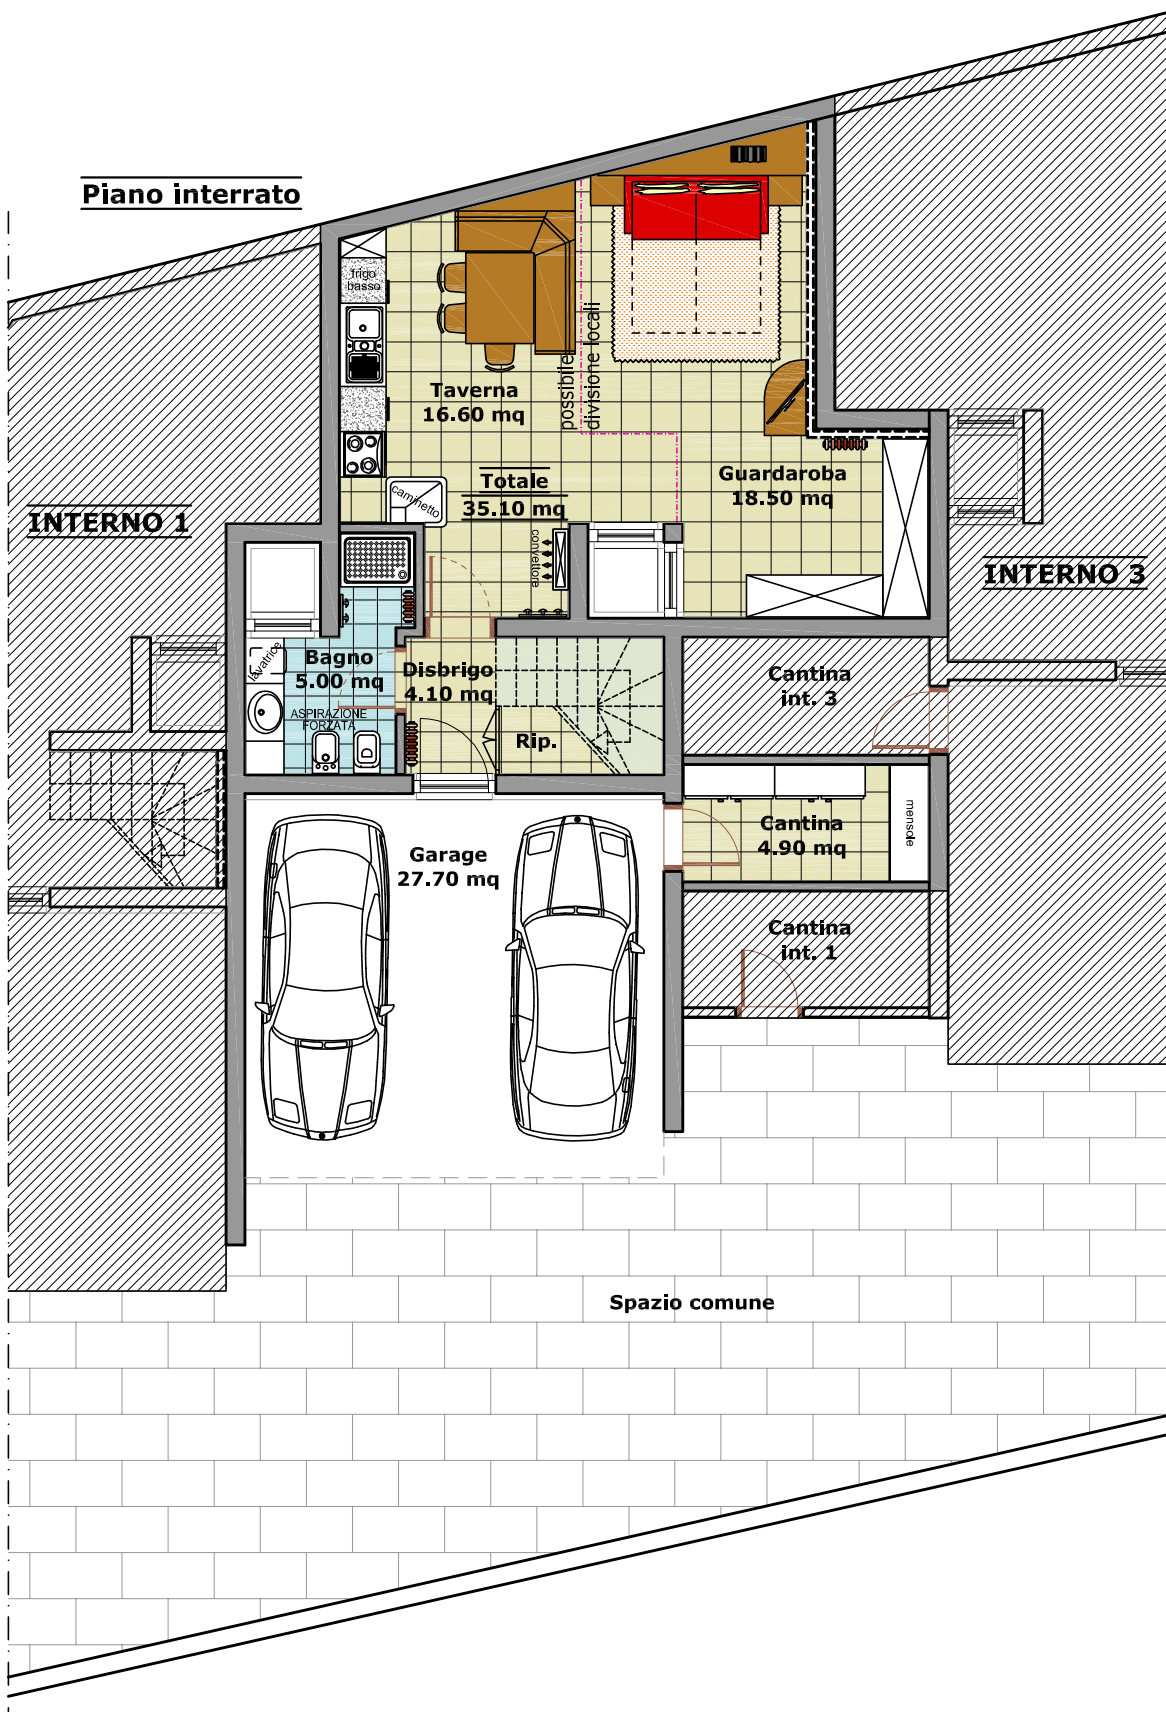 Piano interrato
frigo
basso
possibile
divisione locali
Taverna
16.60 mq
Totale
35.10 mq
Guardaroba
18.50 mq
caminetto
convettore
INTERNO 1
INTERNO 3
lavatrice
Bagno
5.00 mq
ASPIRAZIONE
FORZATA
Disbrigo
4.10 mq
Rip.
Cantina
int. 3
Cantina
4.90 mq
mensole
Garage
27.70 mq
Cantina
int. 1
Spazio comune